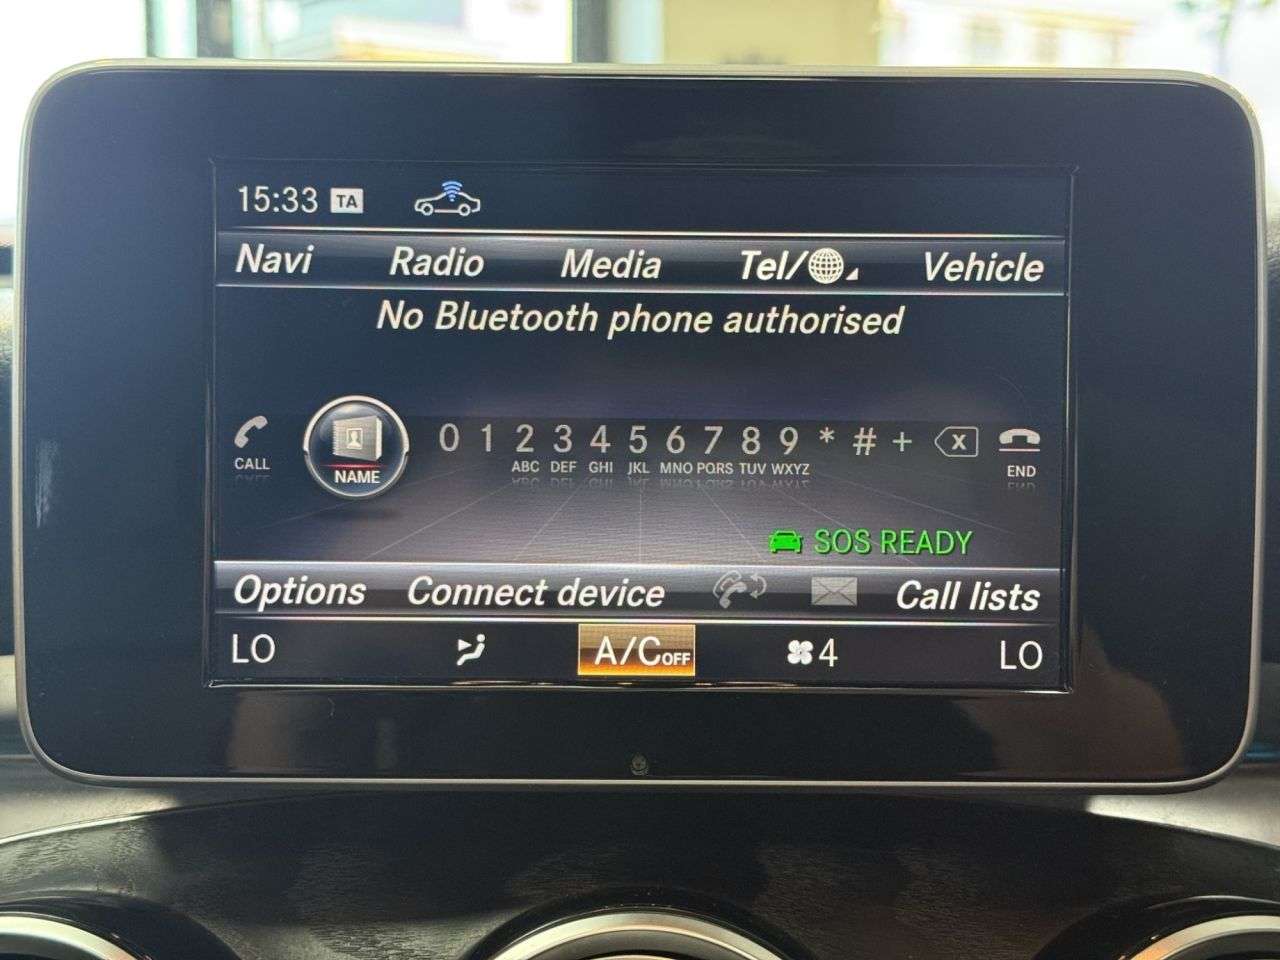 15:33 TA
Navi Radio Media Tel/ Vehicle
No Bluetooth phone authorised
0 1 2 3 4 5 6 7 8 9 * # + x
CALL NAME ABC DEF GHI JKL MNO PQRS TUV WXYZ END
SOS READY
Options Connect device Call lists
LO A/C OFF 4 LO